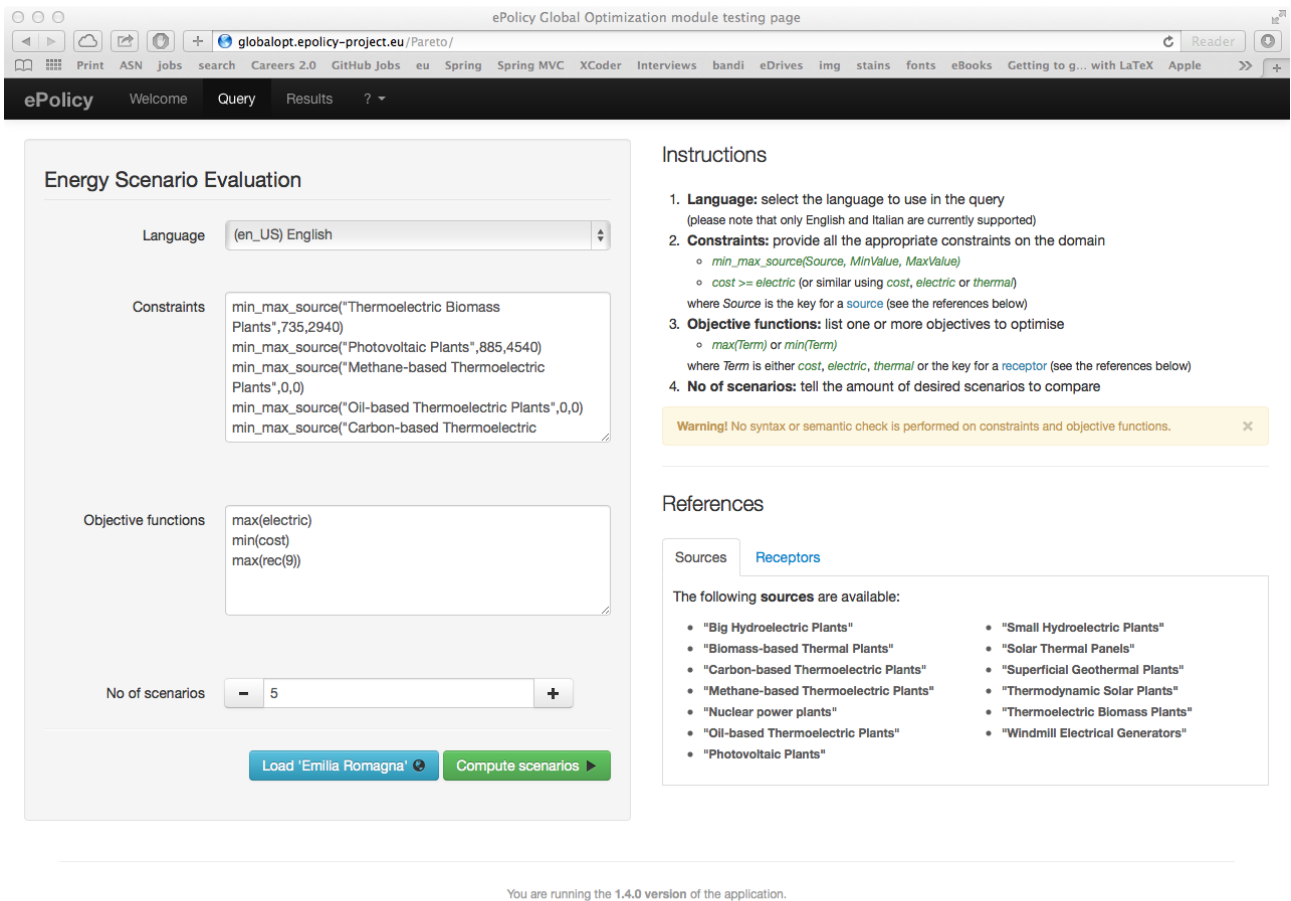 ePolicy Global Optimization module testing page
globalopt.epolicy-project.eu/Pareto/
Reader
Print ASN jobs search Careers 2.0 GitHub Jobs eu Spring Spring MVC XCoder Interviews bandi eDrives img stains fonts eBooks Getting to g... with LaTeX Apple
ePolicy Welcome Query Results ?
Energy Scenario Evaluation
Language
(en_US) English
Constraints
min_max_source("Thermoelectric Biomass
Plants",735,2940)
min_max_source("Photovoltaic Plants",885,4540)
min_max_source("Methane-based Thermoelectric
Plants",0,0)
min_max_source("Oil-based Thermoelectric Plants",0,0)
min_max_source("Carbon-based Thermoelectric
Objective functions
max(electric)
min(cost)
max(rec(9))
No of scenarios
- 5 +
Load 'Emilia Romagna'
Compute scenarios
Instructions
1. Language: select the language to use in the query
(please note that only English and Italian are currently supported)
2. Constraints: provide all the appropriate constraints on the domain
min_max_source(Source, MinValue, MaxValue)
cost >= electric (or similar using cost, electric or thermal)
where Source is the key for a source (see the references below)
3. Objective functions: list one or more objectives to optimise
max(Term) or min(Term)
where Term is either cost, electric, thermal or the key for a receptor (see the references below)
4. No of scenarios: tell the amount of desired scenarios to compare
Warning! No syntax or semantic check is performed on constraints and objective functions. ×
References
Sources Receptors
The following sources are available:
"Big Hydroelectric Plants"
"Biomass-based Thermal Plants"
"Carbon-based Thermoelectric Plants"
"Methane-based Thermoelectric Plants"
"Nuclear power plants"
"Oil-based Thermoelectric Plants"
"Photovoltaic Plants"
"Small Hydroelectric Plants"
"Solar Thermal Panels"
"Superficial Geothermal Plants"
"Thermodynamic Solar Plants"
"Thermoelectric Biomass Plants"
"Windmill Electrical Generators"
You are running the 1.4.0 version of the application.